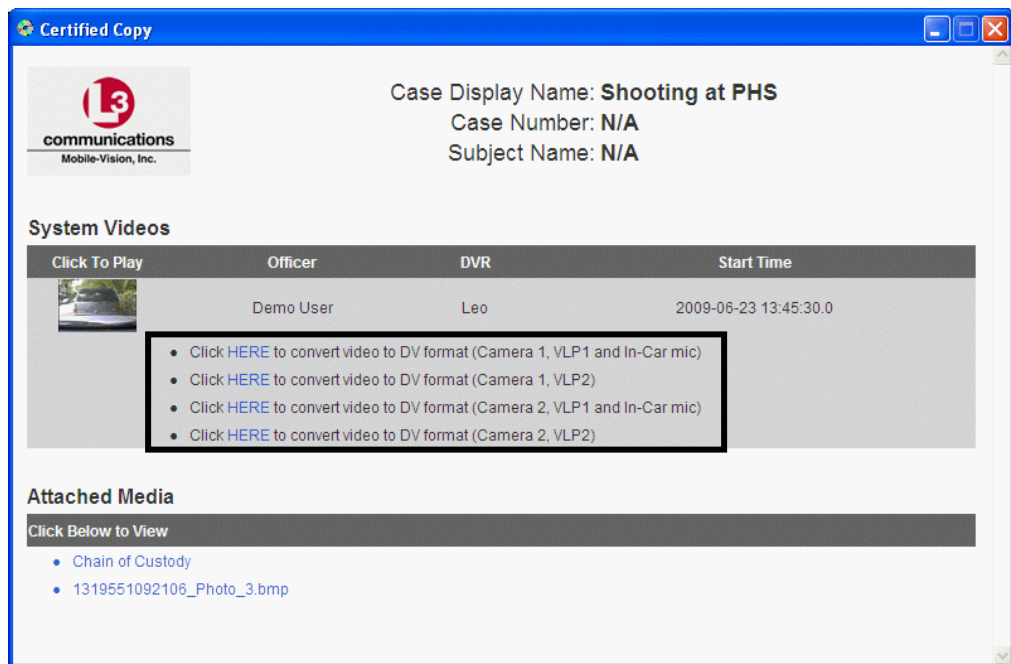 Certified Copy
L3
communications
Mobile-Vision, Inc.
Case Display Name: Shooting at PHS
Case Number: N/A
Subject Name: N/A
System Videos
Click To Play Officer DVR Start Time
Demo User Leo 2009-06-23 13:45:30.0
• Click HERE to convert video to DV format (Camera 1, VLP1 and In-Car mic)
• Click HERE to convert video to DV format (Camera 1, VLP2)
• Click HERE to convert video to DV format (Camera 2, VLP1 and In-Car mic)
• Click HERE to convert video to DV format (Camera 2, VLP2)
Attached Media
Click Below to View
• Chain of Custody
• 1319551092106_Photo_3.bmp